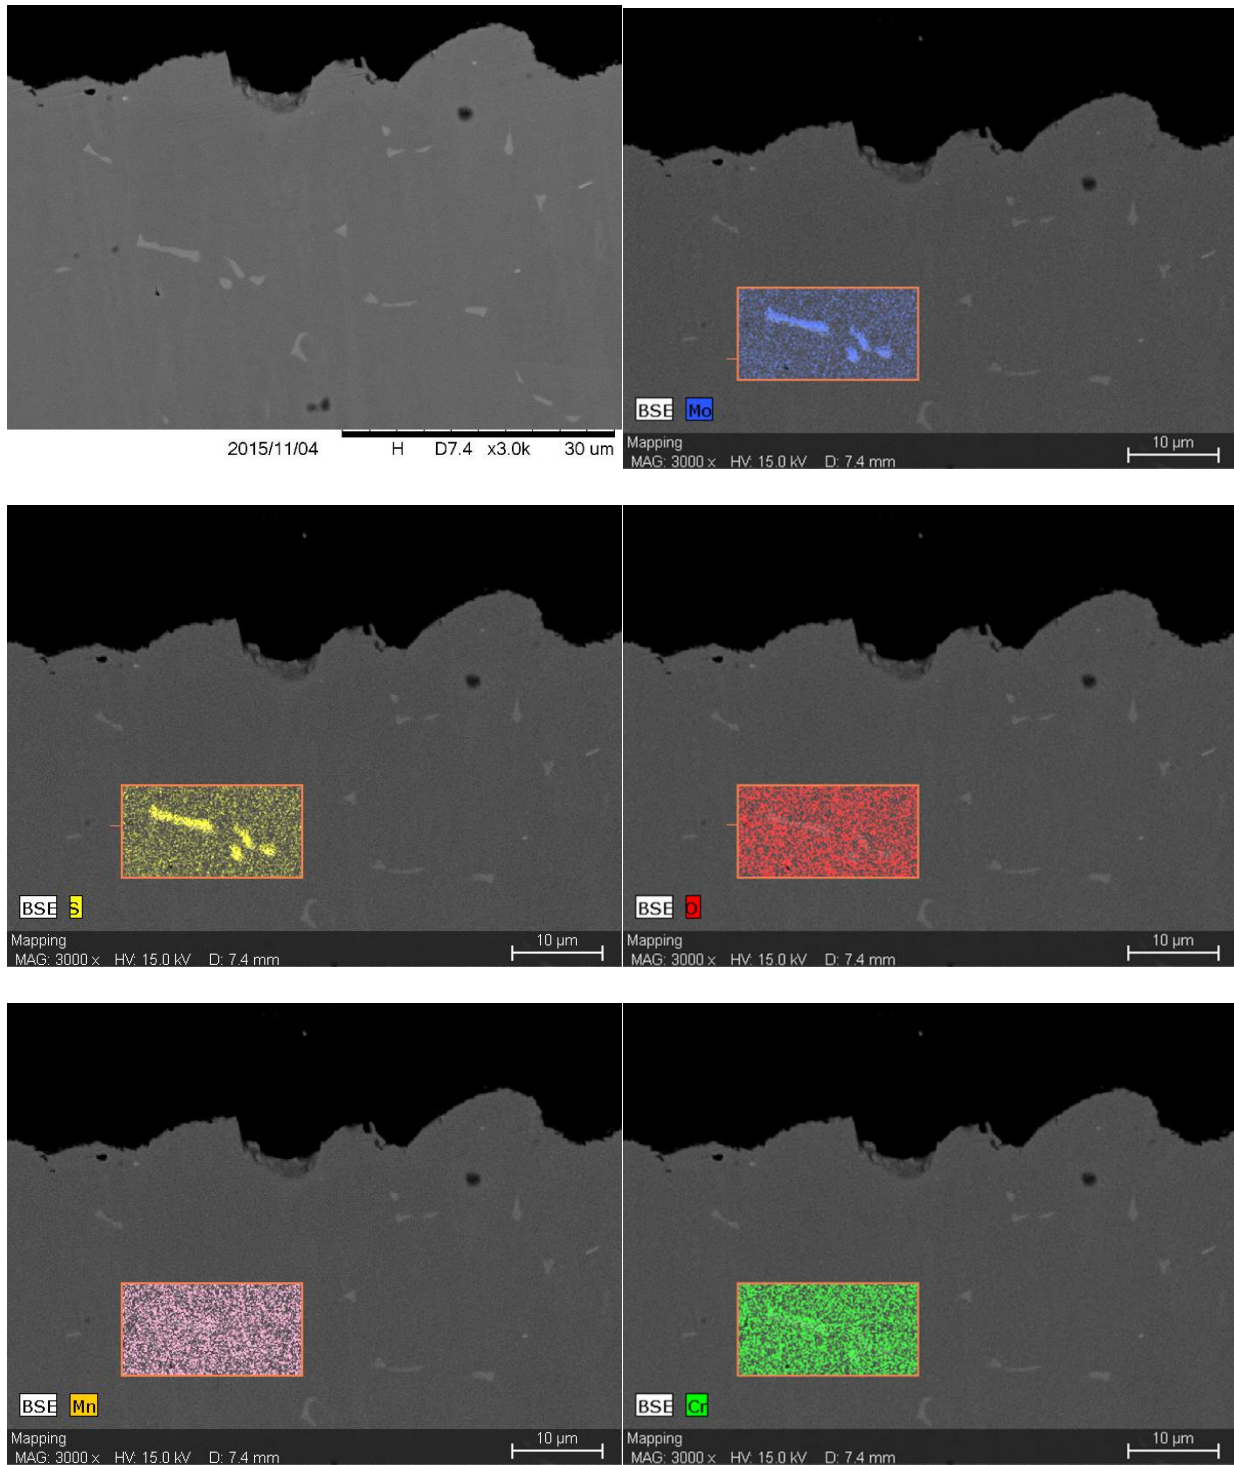 2015/11/04 H D7.4 x3.0k 30 um
BSE Mo
Mapping 10 µm
MAG: 3000 x HV: 15.0 kV D: 7.4 mm
BSE S
Mapping 10 µm
MAG: 3000 x HV: 15.0 kV D: 7.4 mm
BSE O
Mapping 10 µm
MAG: 3000 x HV: 15.0 kV D: 7.4 mm
BSE Mn
Mapping 10 µm
MAG: 3000 x HV: 15.0 kV D: 7.4 mm
BSE Cr
Mapping 10 µm
MAG: 3000 x HV: 15.0 kV D: 7.4 mm